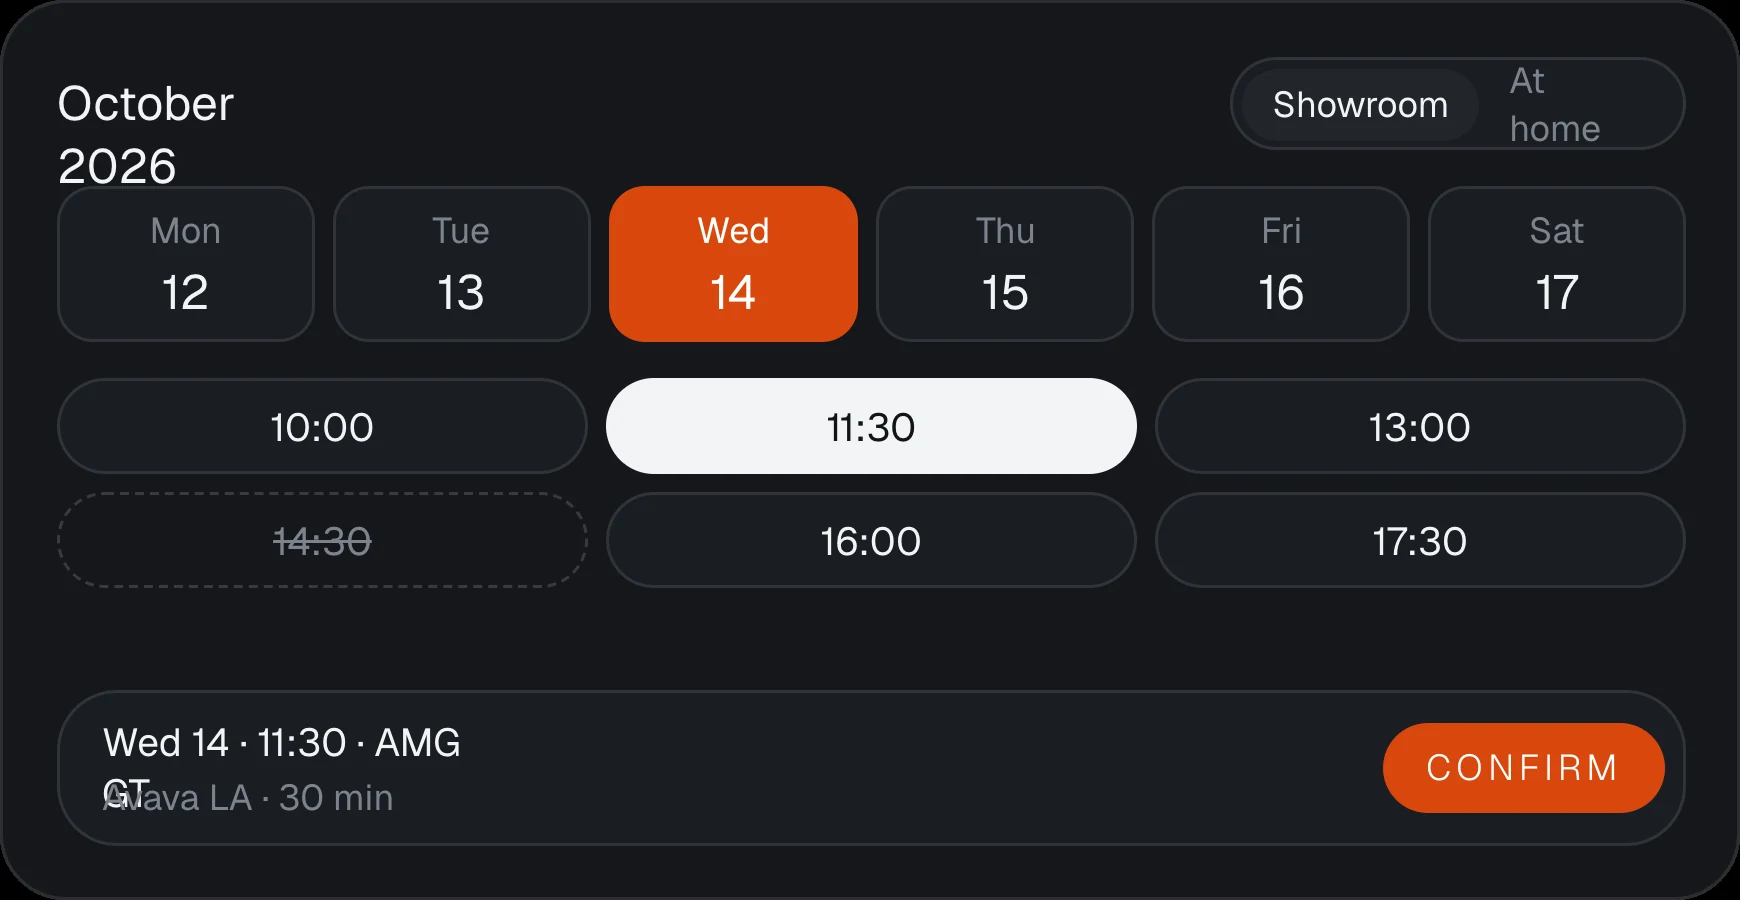 October
2026
Showroom
At
home
Mon
12
Tue
13
Wed
14
Thu
15
Fri
16
Sat
17
10:00
11:30
13:00
14:30
16:00
17:30
Wed 14 · 11:30 · AMG
GT
Avava LA · 30 min
CONFIRM